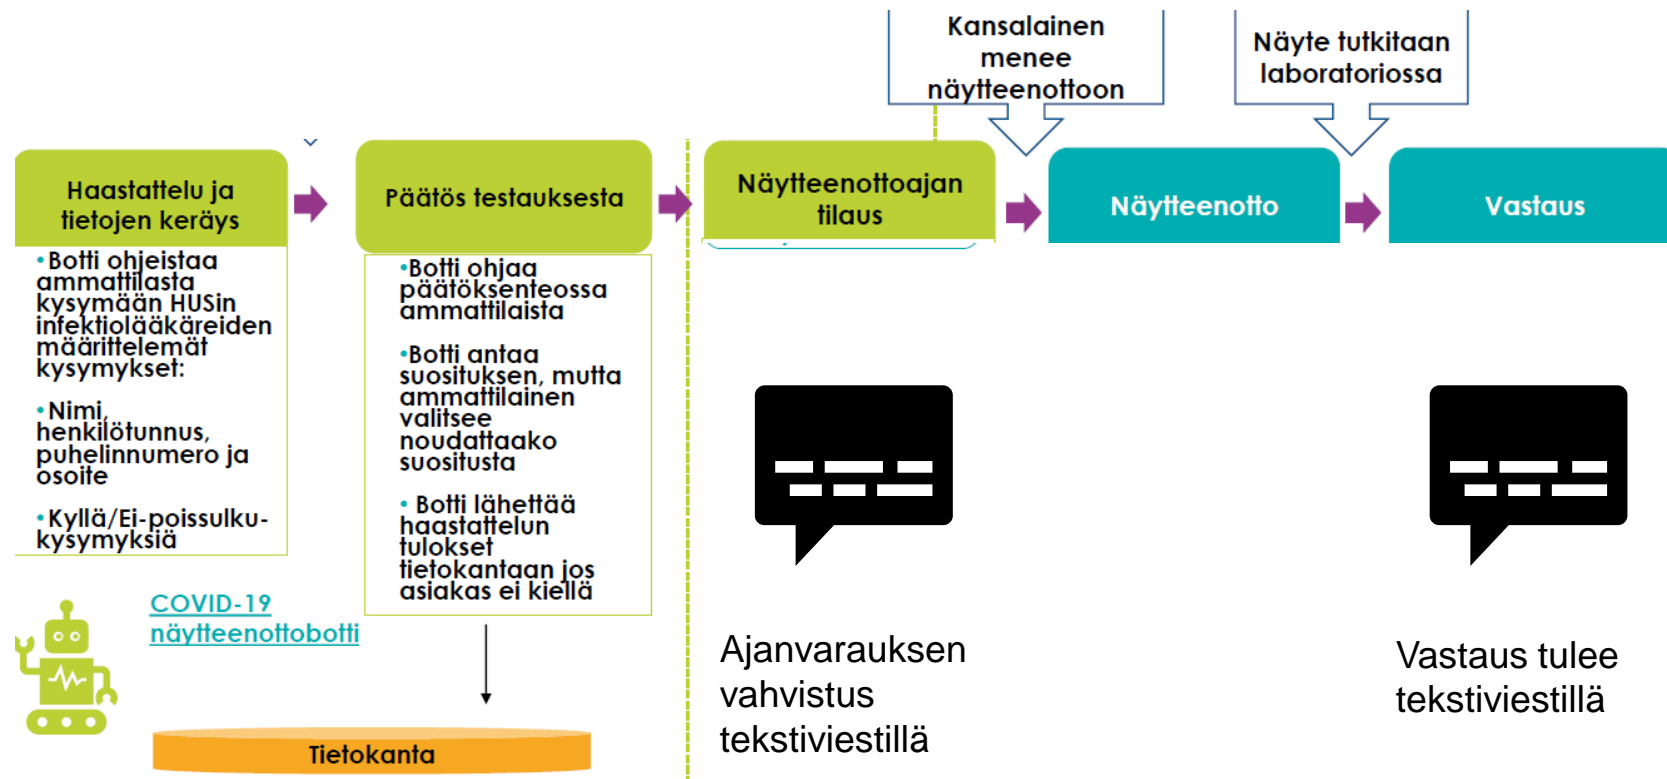 Kansalainen
menee
näytteenottoon
Näyte tutkitaan
laboratoriossa
Haastattelu ja
tietojen keräys
Päätös testauksesta
Näytteenottoajan
tilaus
Näytteenotto
Vastaus
•Botti ohjeistaa
ammattilasta
kysymään HUSin
infektiolääkäreiden
määrittelemät
kysymykset:
•Nimi,
henkilötunnus,
puhelinnumero ja
osoite
•Kyllä/Ei-poissulku-
kysymyksiä
•Botti ohjaa
päätöksenteossa
ammattilaista
•Botti antaa
suosituksen, mutta
ammattilainen
valitsee
noudattaako
suositusta
• Botti lähettää
haastattelun
tulokset
tietokantaan jos
asiakas ei kiellä
COVID-19
näytteenottobotti
Tietokanta
Ajanvarauksen
vahvistus
tekstiviestillä
Vastaus tulee
tekstiviestillä